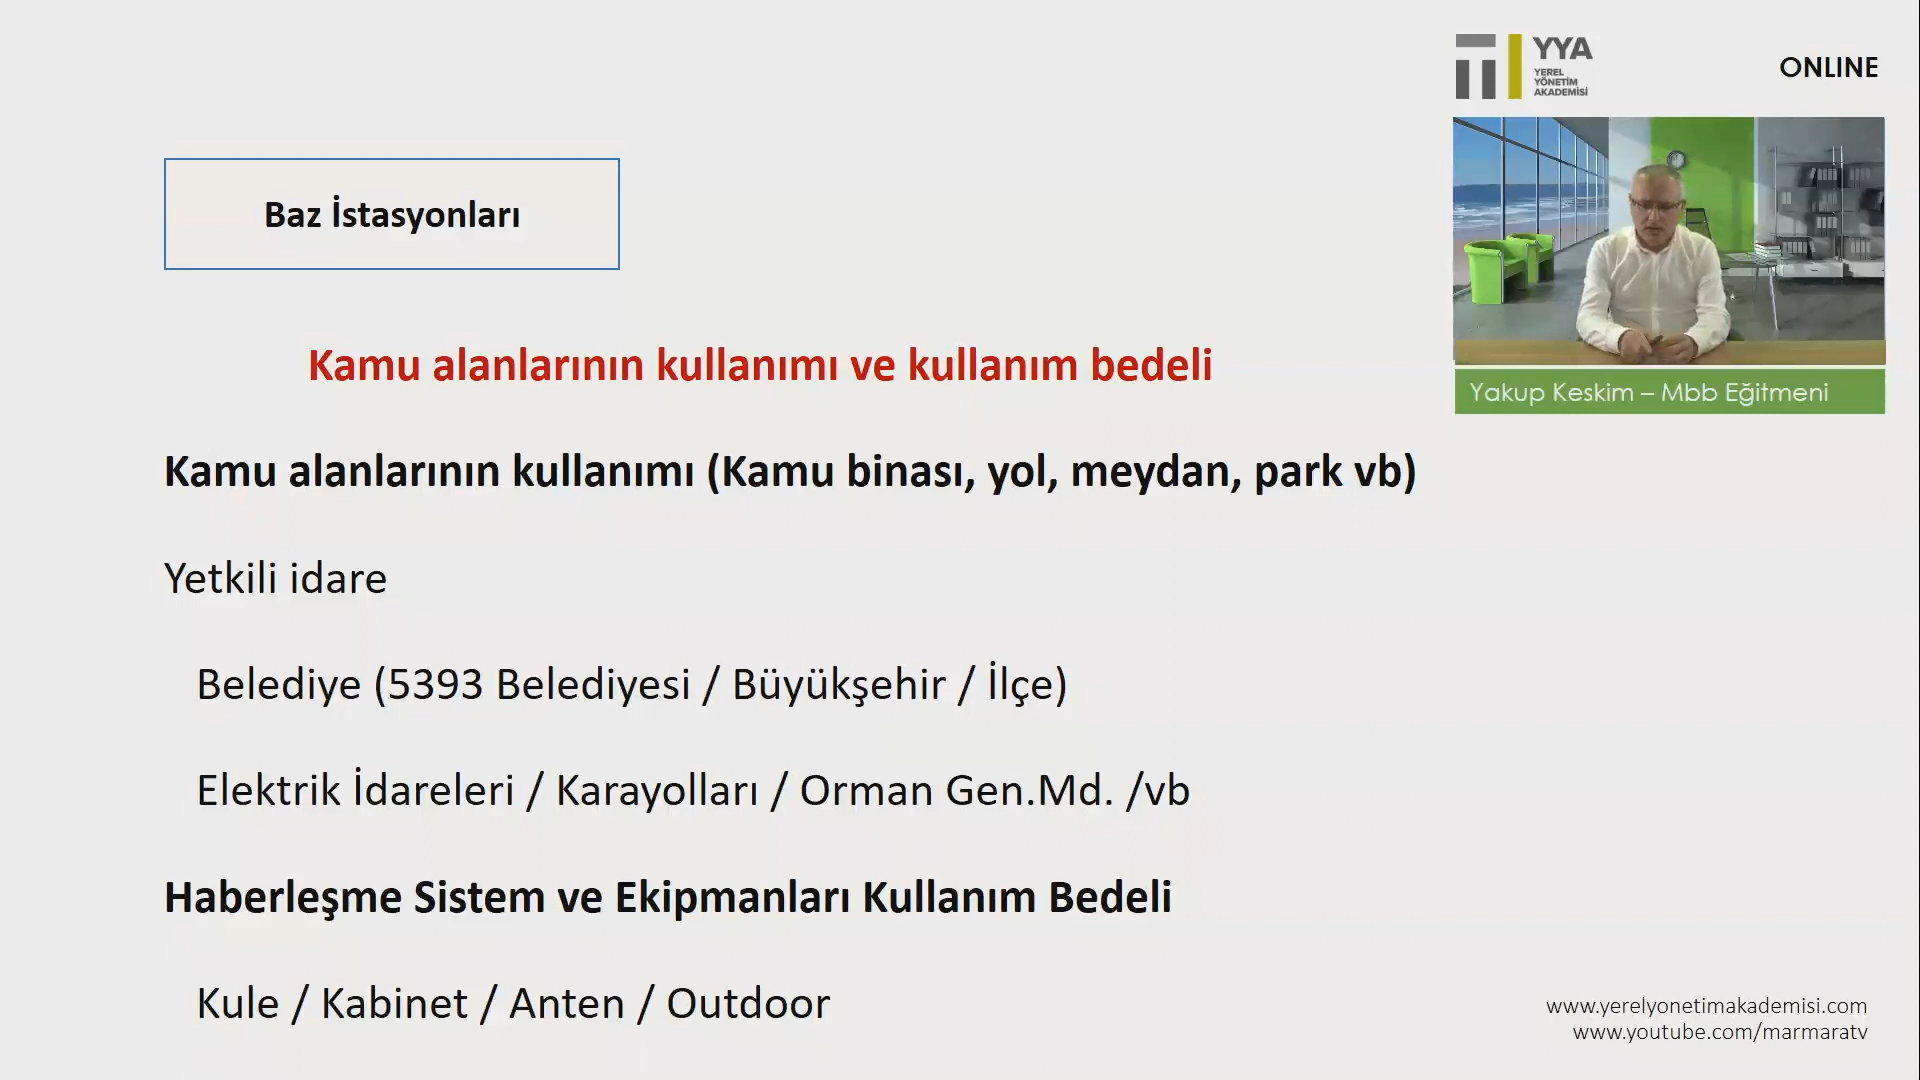 YYA
YEREL
YÖNETİM
AKADEMİSİ
ONLINE
Baz İstasyonları
Yakup Keskim – Mbb Eğitmeni
Kamu alanlarının kullanımı ve kullanım bedeli
Kamu alanlarının kullanımı (Kamu binası, yol, meydan, park vb)
Yetkili idare
Belediye (5393 Belediyesi / Büyükşehir / İlçe)
Elektrik İdareleri / Karayolları / Orman Gen.Md. /vb
Haberleşme Sistem ve Ekipmanları Kullanım Bedeli
Kule / Kabinet / Anten / Outdoor
www.yerelyonetimakademisi.com
www.youtube.com/marmaratv